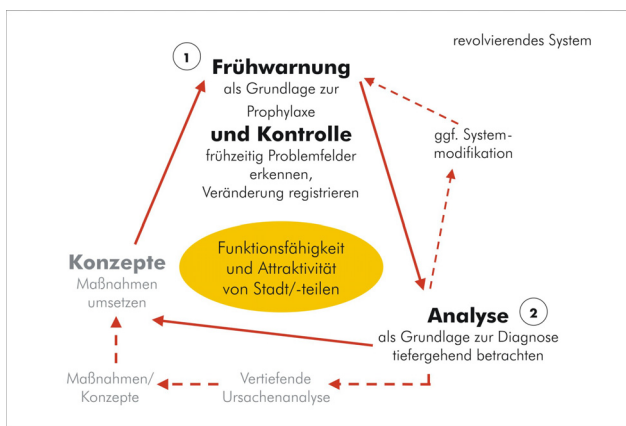 revolvierendes System
1
Frühwarnung
als Grundlage zur
Prophylaxe
und Kontrolle
frühzeitig Problemfelder
erkennen,
Veränderung registrieren
ggf. System-
modifikation
Funktionsfähigkeit
und Attraktivität
von Stadt/-teilen
Konzepte
Maßnahmen
umsetzen
Analyse 2
als Grundlage zur Diagnose
tiefergehend betrachten
Maßnahmen/
Konzepte
Vertiefende
Ursachenanalyse